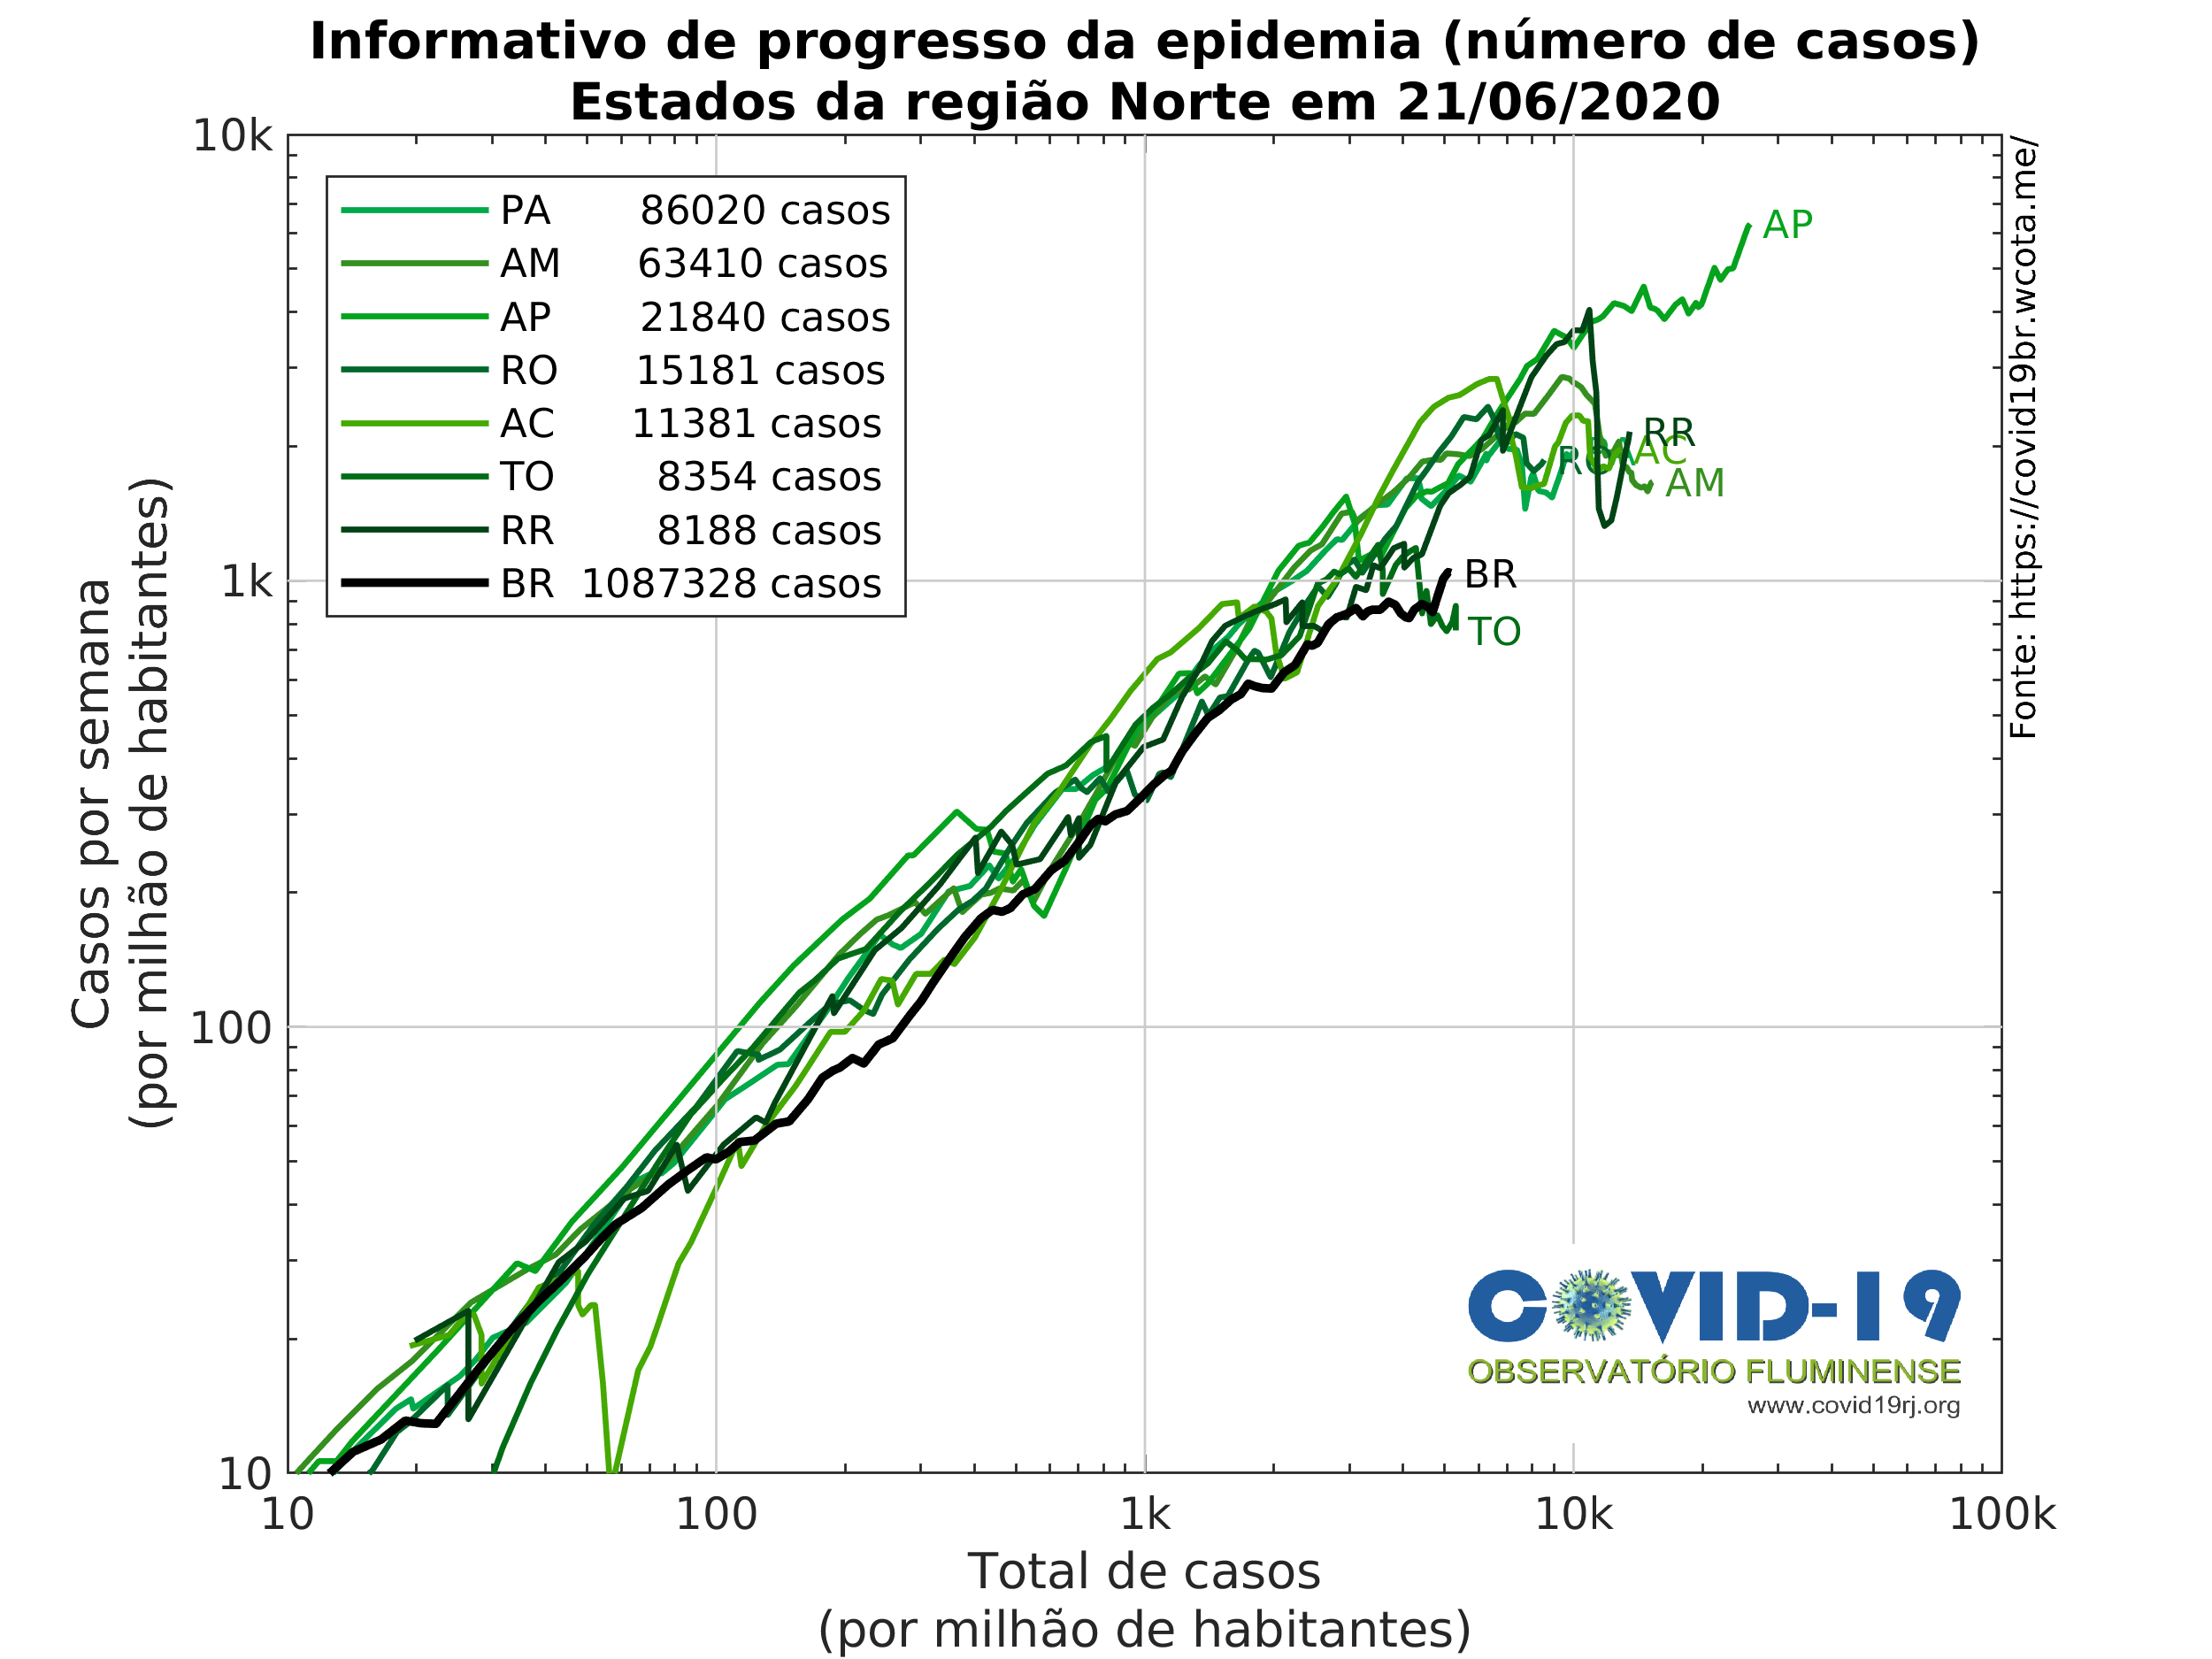 Informativo de progresso da epidemia (número de casos)
Estados da região Norte em 21/06/2020
10k
1k
100
10
Casos por semana
(por milhão de habitantes)
PA 86020 casos
AM 63410 casos
AP 21840 casos
RO 15181 casos
AC 11381 casos
TO 8354 casos
RR 8188 casos
BR 1087328 casos
AP
RR
AC
AM
BR
TO
Fonte: https://covid19br.wcota.me/
COVID-19
OBSERVATÓRIO FLUMINENSE
www.covid19rj.org
10
100
1k
10k
100k
Total de casos
(por milhão de habitantes)